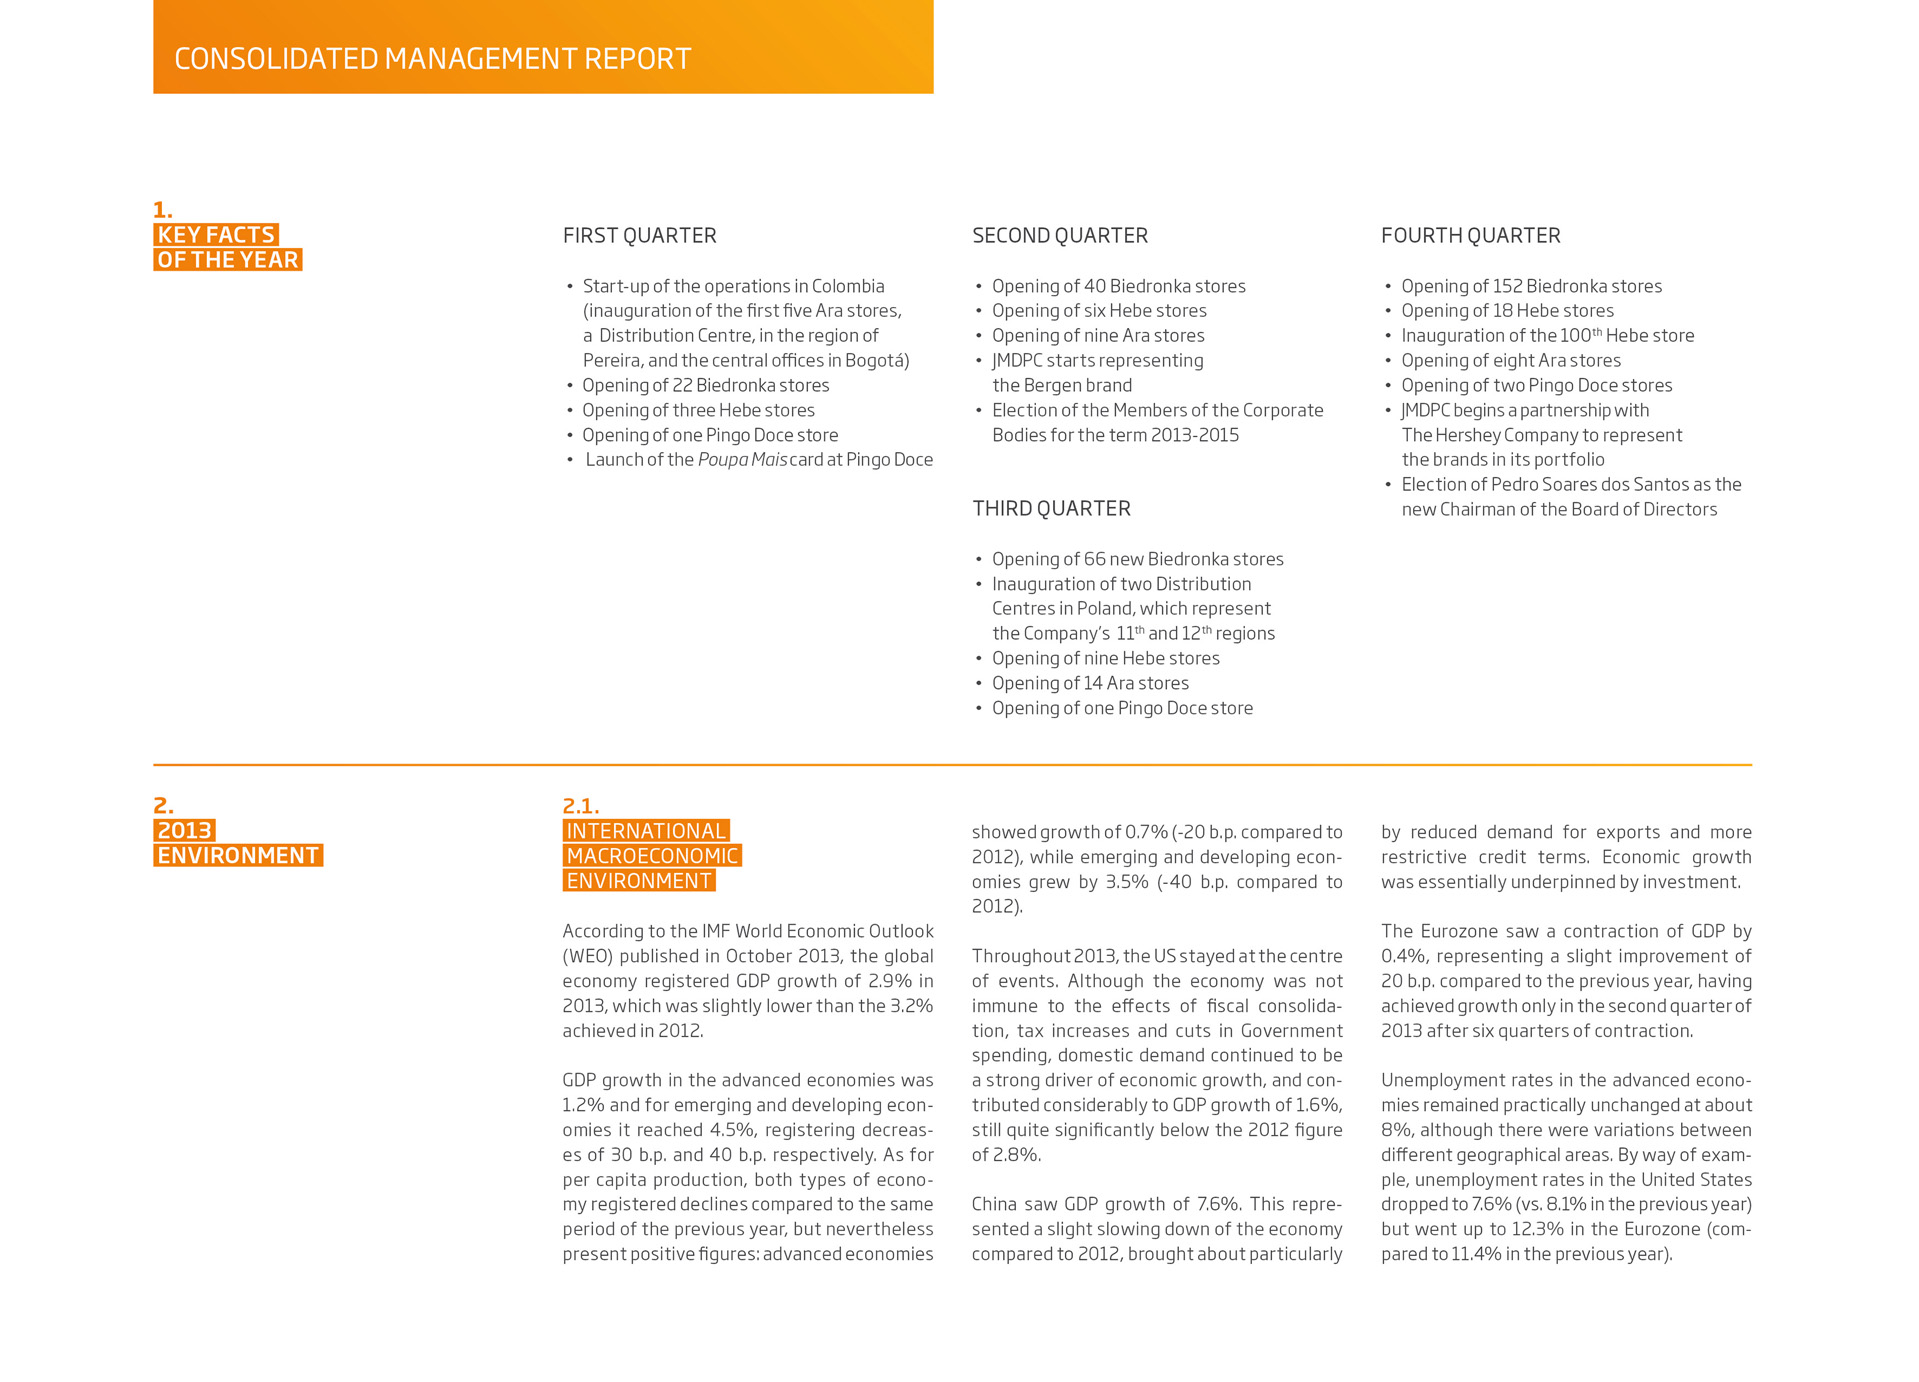 CONSOLIDATED MANAGEMENT REPORT
1.
KEY FACTS
OF THE YEAR
FIRST QUARTER
• Start-up of the operations in Colombia
(inauguration of the first five Ara stores,
a Distribution Centre, in the region of
Pereira, and the central offices in Bogotá)
• Opening of 22 Biedronka stores
• Opening of three Hebe stores
• Opening of one Pingo Doce store
• Launch of the Poupa Mais card at Pingo Doce
SECOND QUARTER
• Opening of 40 Biedronka stores
• Opening of six Hebe stores
• Opening of nine Ara stores
• JMDPC starts representing
the Bergen brand
• Election of the Members of the Corporate
Bodies for the term 2013-2015
THIRD QUARTER
• Opening of 66 new Biedronka stores
• Inauguration of two Distribution
Centres in Poland, which represent
the Company's 11th and 12th regions
• Opening of nine Hebe stores
• Opening of 14 Ara stores
• Opening of one Pingo Doce store
FOURTH QUARTER
• Opening of 152 Biedronka stores
• Opening of 18 Hebe stores
• Inauguration of the 100th Hebe store
• Opening of eight Ara stores
• Opening of two Pingo Doce stores
• JMDPC begins a partnership with
The Hershey Company to represent
the brands in its portfolio
• Election of Pedro Soares dos Santos as the
new Chairman of the Board of Directors
2.
2013
ENVIRONMENT
2.1.
INTERNATIONAL
MACROECONOMIC
ENVIRONMENT
According to the IMF World Economic Outlook
(WEO) published in October 2013, the global
economy registered GDP growth of 2.9% in
2013, which was slightly lower than the 3.2%
achieved in 2012.
GDP growth in the advanced economies was
1.2% and for emerging and developing econ-
omies it reached 4.5%, registering decreas-
es of 30 b.p. and 40 b.p. respectively. As for
per capita production, both types of econo-
my registered declines compared to the same
period of the previous year, but nevertheless
present positive figures: advanced economies
showed growth of 0.7% (-20 b.p. compared to
2012), while emerging and developing econ-
omies grew by 3.5% (-40 b.p. compared to
2012).
Throughout 2013, the US stayed at the centre
of events. Although the economy was not
immune to the effects of fiscal consolida-
tion, tax increases and cuts in Government
spending, domestic demand continued to be
a strong driver of economic growth, and con-
tributed considerably to GDP growth of 1.6%,
still quite significantly below the 2012 figure
of 2.8%.
China saw GDP growth of 7.6%. This repre-
sented a slight slowing down of the economy
compared to 2012, brought about particularly
by reduced demand for exports and more
restrictive credit terms. Economic growth
was essentially underpinned by investment.
The Eurozone saw a contraction of GDP by
0.4%, representing a slight improvement of
20 b.p. compared to the previous year, having
achieved growth only in the second quarter of
2013 after six quarters of contraction.
Unemployment rates in the advanced econo-
mies remained practically unchanged at about
8%, although there were variations between
different geographical areas. By way of exam-
ple, unemployment rates in the United States
dropped to 7.6% (vs. 8.1% in the previous year)
but went up to 12.3% in the Eurozone (com-
pared to 11.4% in the previous year).